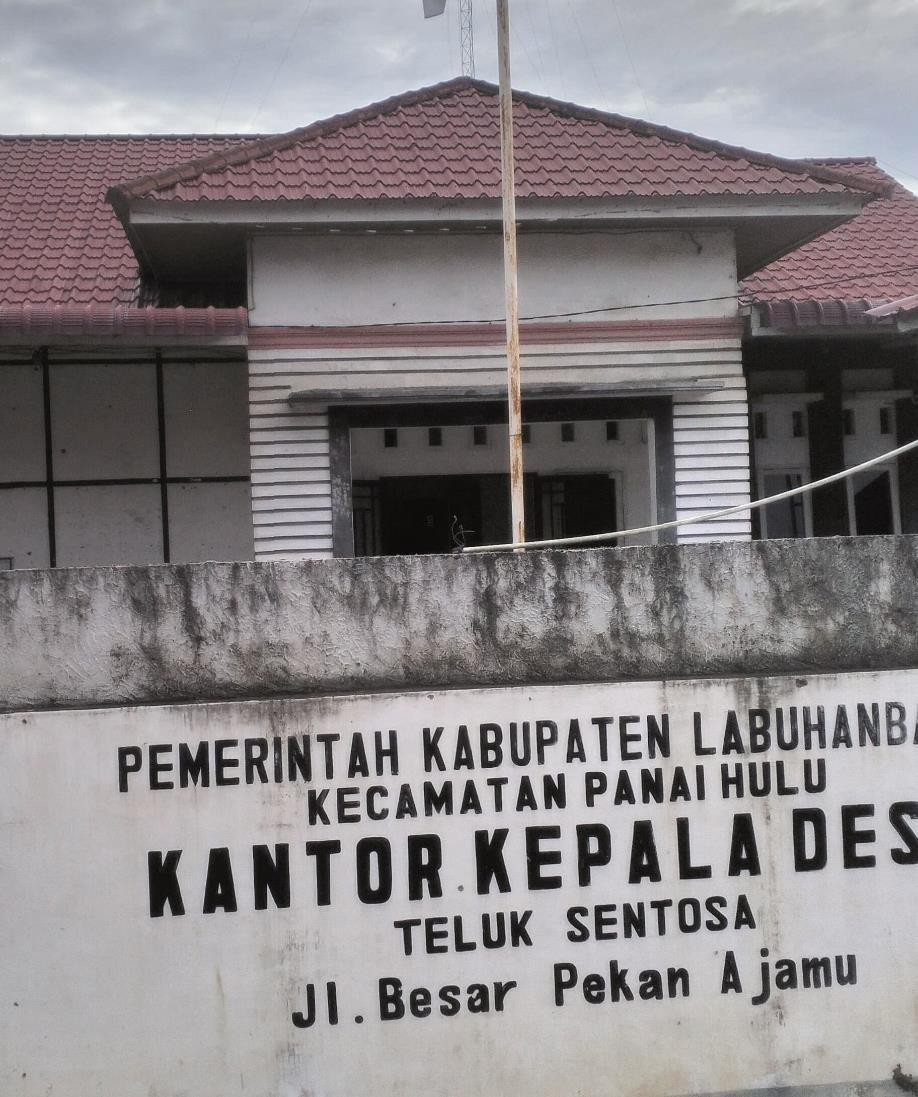 PEMERINTAH KABUPATEN LABUHANBA
KECAMATAN PANAI HULU
KANTOR KEPALA DES
TELUK SENTOSA
Jl. Besar Pekan Ajamu